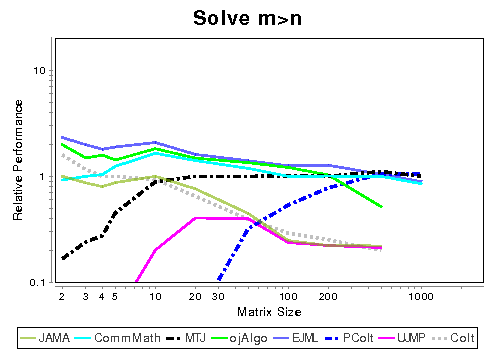 Solve m>n
Relative Performance
10
1
0.1
2 3 4 5 10 20 30 100 200 1000
Matrix Size
JAMA CommMath MTJ ojAlgo EJML PColt UJMP Colt